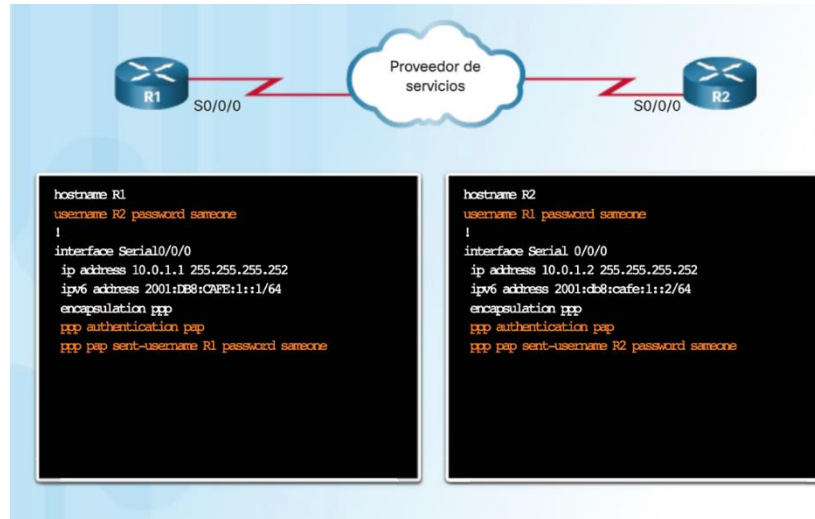 Proveedor de
servicios
R1
S0/0/0
S0/0/0
R2
hostname R1
username R2 password sameone
!
interface Serial0/0/0
ip address 10.0.1.1 255.255.255.252
ipv6 address 2001:DB8:CAFE:1::1/64
encapsulation ppp
ppp authentication pap
ppp pap sent-username R1 password sameone
hostname R2
username R1 password sameone
!
interface Serial 0/0/0
ip address 10.0.1.2 255.255.255.252
ipv6 address 2001:db8:cafe:1::2/64
encapsulation ppp
ppp authentication pap
ppp pap sent-username R2 password sameone